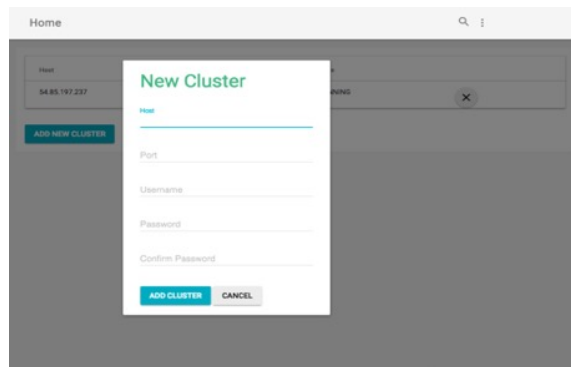 Home
Host
54.85.197.237
NNING
ADD NEW CLUSTER
New Cluster
Host
Port
Username
Password
Confirm Password
ADD CLUSTER CANCEL